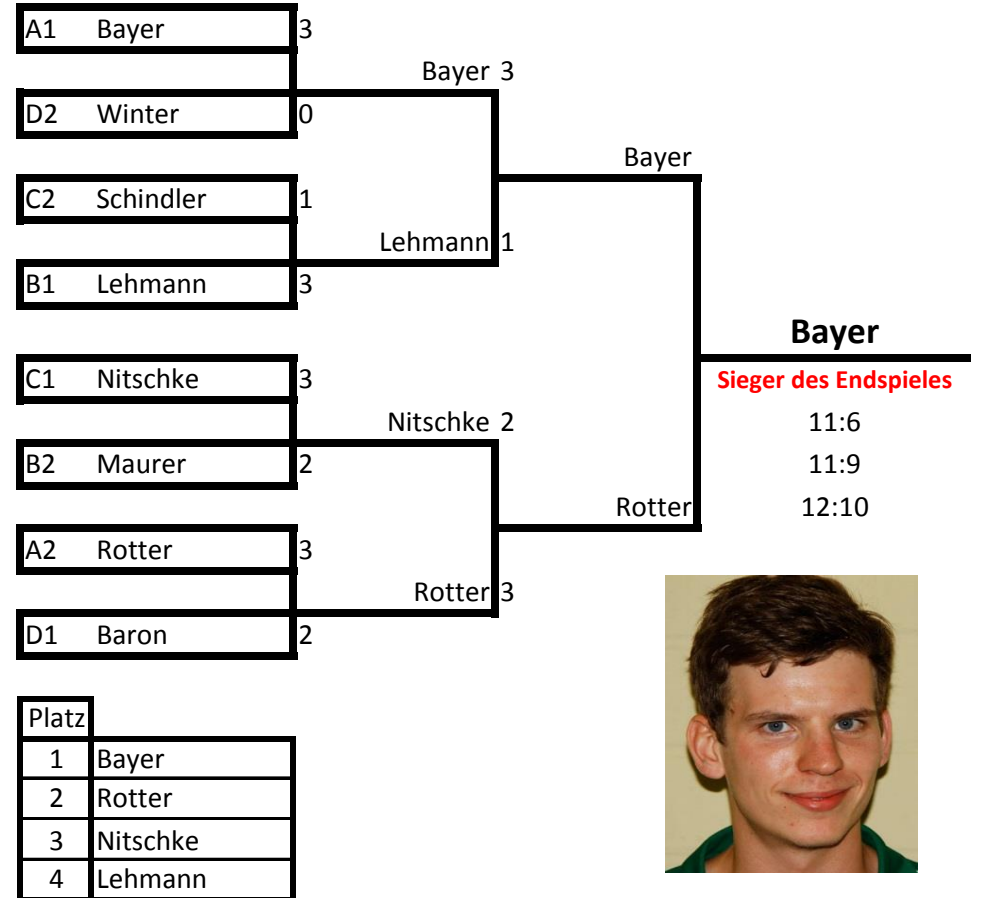 A1 Bayer 3
Bayer 3
D2 Winter 0
Bayer
C2 Schindler 1
Lehmann 1
B1 Lehmann 3
Bayer
C1 Nitschke 3
Sieger des Endspieles
Nitschke 2
11:6
B2 Maurer 2
11:9
Rotter
12:10
A2 Rotter 3
Rotter 3
D1 Baron 2
Platz
1 Bayer
2 Rotter
3 Nitschke
4 Lehmann